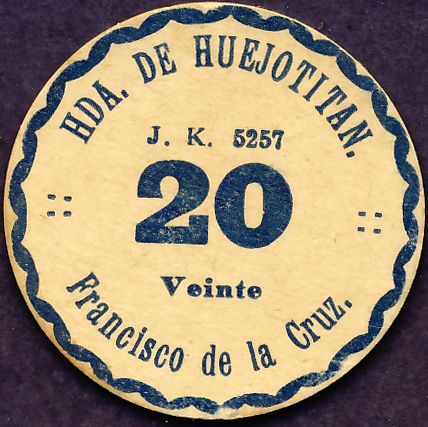 HDA. DE HUEJOTITAN.
J. K. 5257
20
Veinte
Francisco de la Cruz.